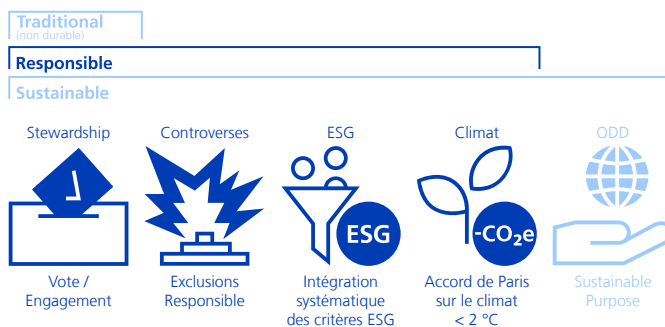 Traditional
(non durable)
Responsible
Sustainable
Stewardship
Controverses
ESG
Climat
ODD
ESG
-CO₂e
Vote /
Engagement
Exclusions
Responsible
Intégration
systématique
des critères ESG
Accord de Paris
sur le climat
< 2 °C
Sustainable
Purpose